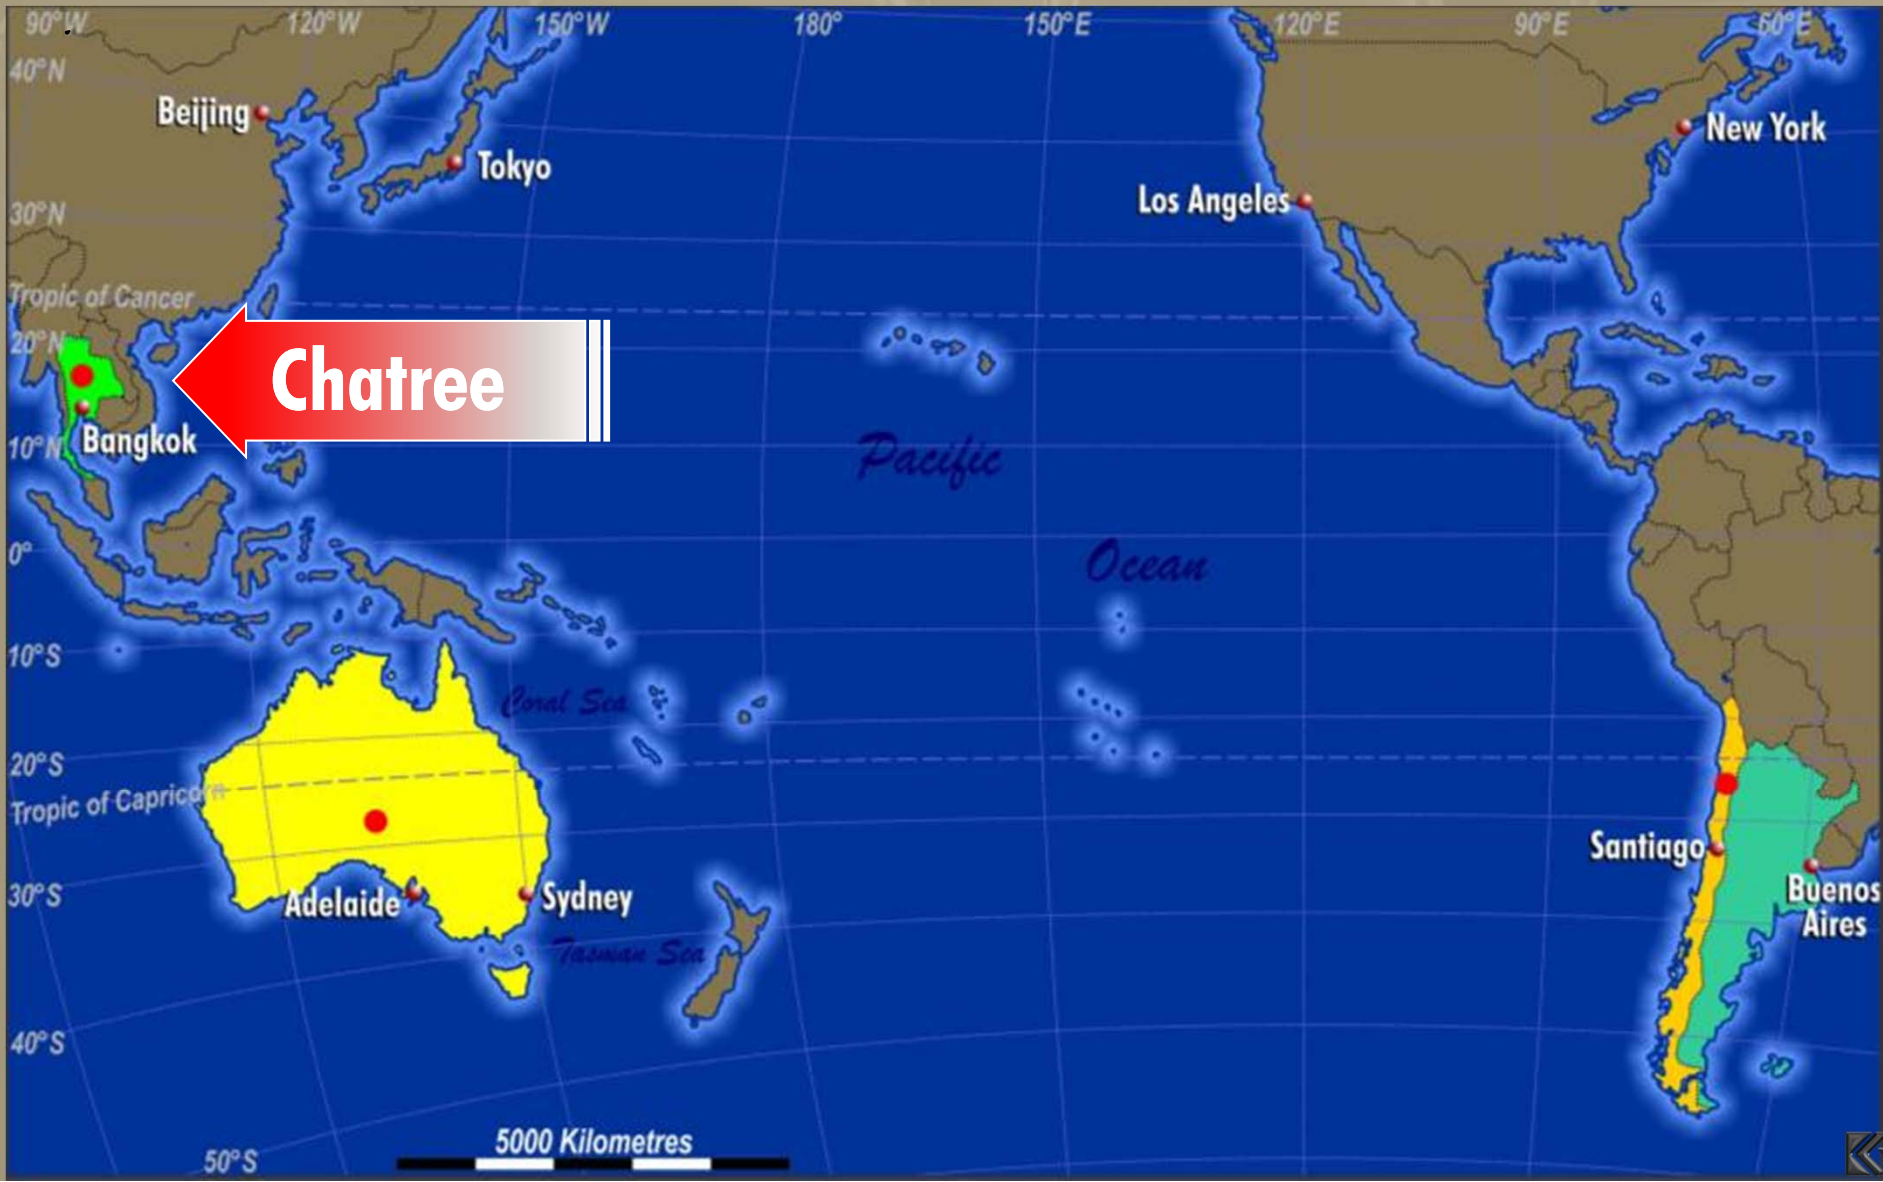 90°W
120°W
150°W
180°
150°E
120°E
90°E
60°E
40°N
Beijing
New York
Tokyo
Los Angeles
30°N
Tropic of Cancer
20°N
Chatree
Bangkok
10°N
Pacific
Ocean
0°
10°S
Coral Sea
20°S
Tropic of Capricorn
Santiago
30°S
Adelaide
Sydney
Buenos
Aires
Tasman Sea
40°S
5000 Kilometres
50°S